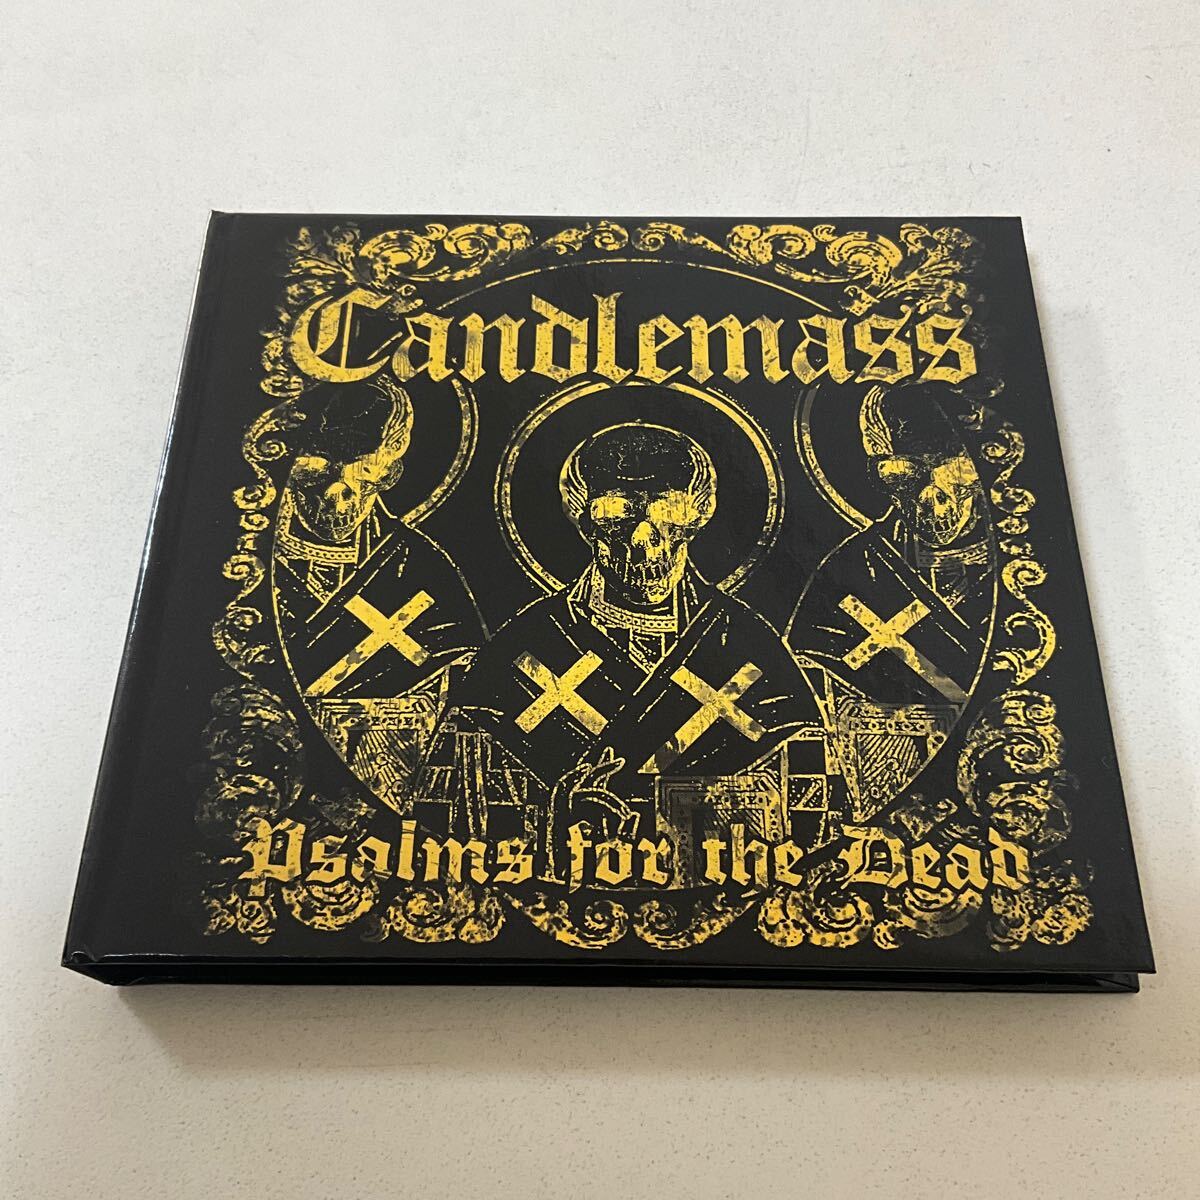 Candlemass
Psalms for the Dead